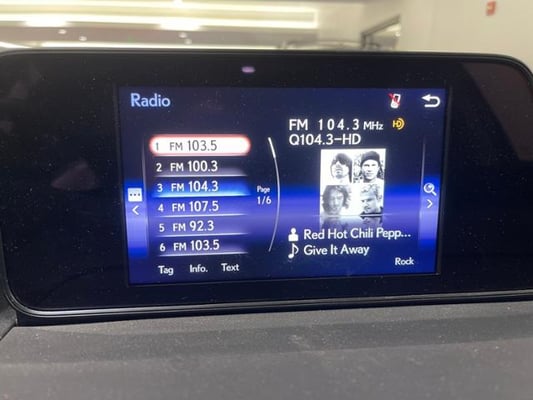 Radio
1 FM 103.5
2 FM 100.3
3 FM 104.3
4 FM 107.5
5 FM 92.3
6 FM 103.5
Page
1/6
Tag Info. Text
FM 104.3 MHz HD
Q104.3-HD
Red Hot Chili Pepp...
Give It Away
Rock